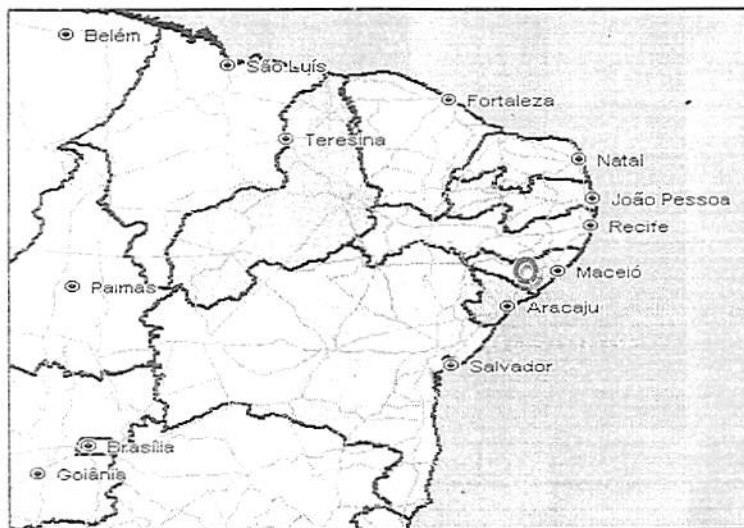 Belém
São Luís
Fortaleza
Teresina
Natal
João Pessoa
Recife
Maceió
Palmas
Aracaju
Salvador
Brasília
Goiânia